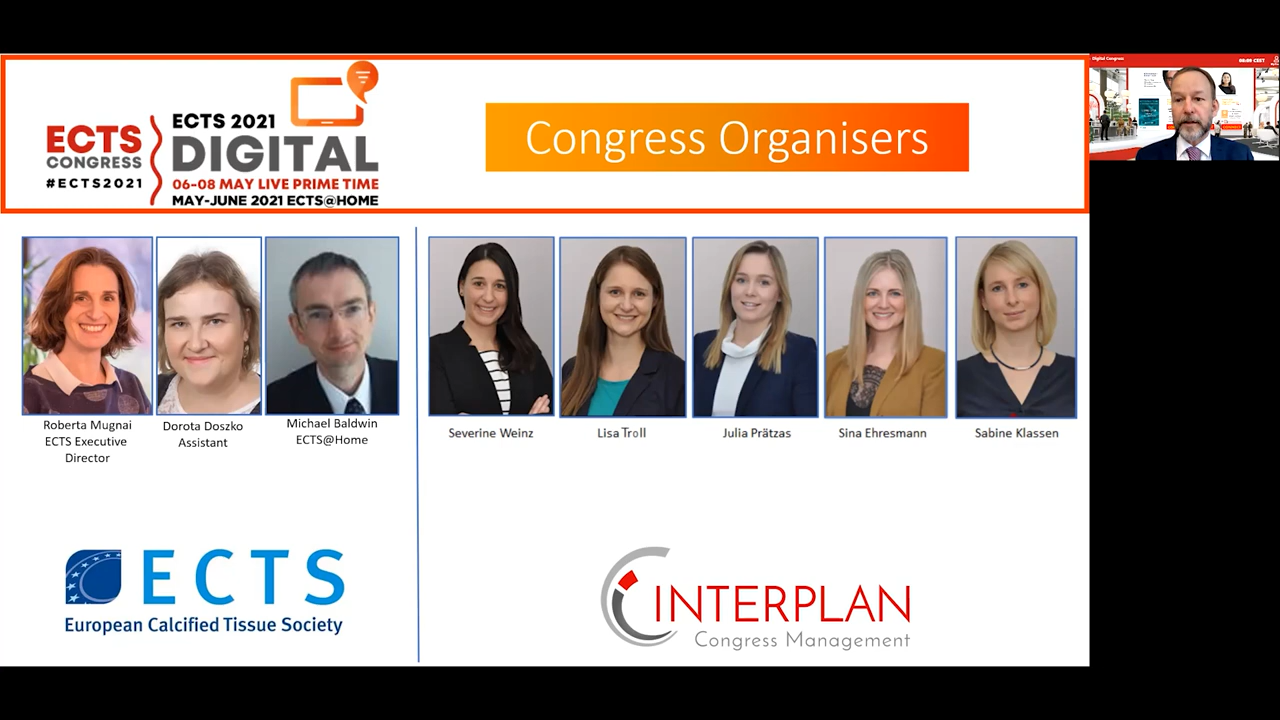 ECTS
CONGRESS
#ECTS2021
ECTS 2021
DIGITAL
06-08 MAY LIVE PRIME TIME
MAY-JUNE 2021 ECTS@HOME
Congress Organisers
Digital Congress
Roberta Mugnai
ECTS Executive
Director
Dorota Doszko
Assistant
Michael Baldwin
ECTS@Home
Severine Weinz
Lisa Troll
Julia Prätzas
Sina Ehresmann
Sabine Klassen
ECTS
European Calcified Tissue Society
INTERPLAN
Congress Management